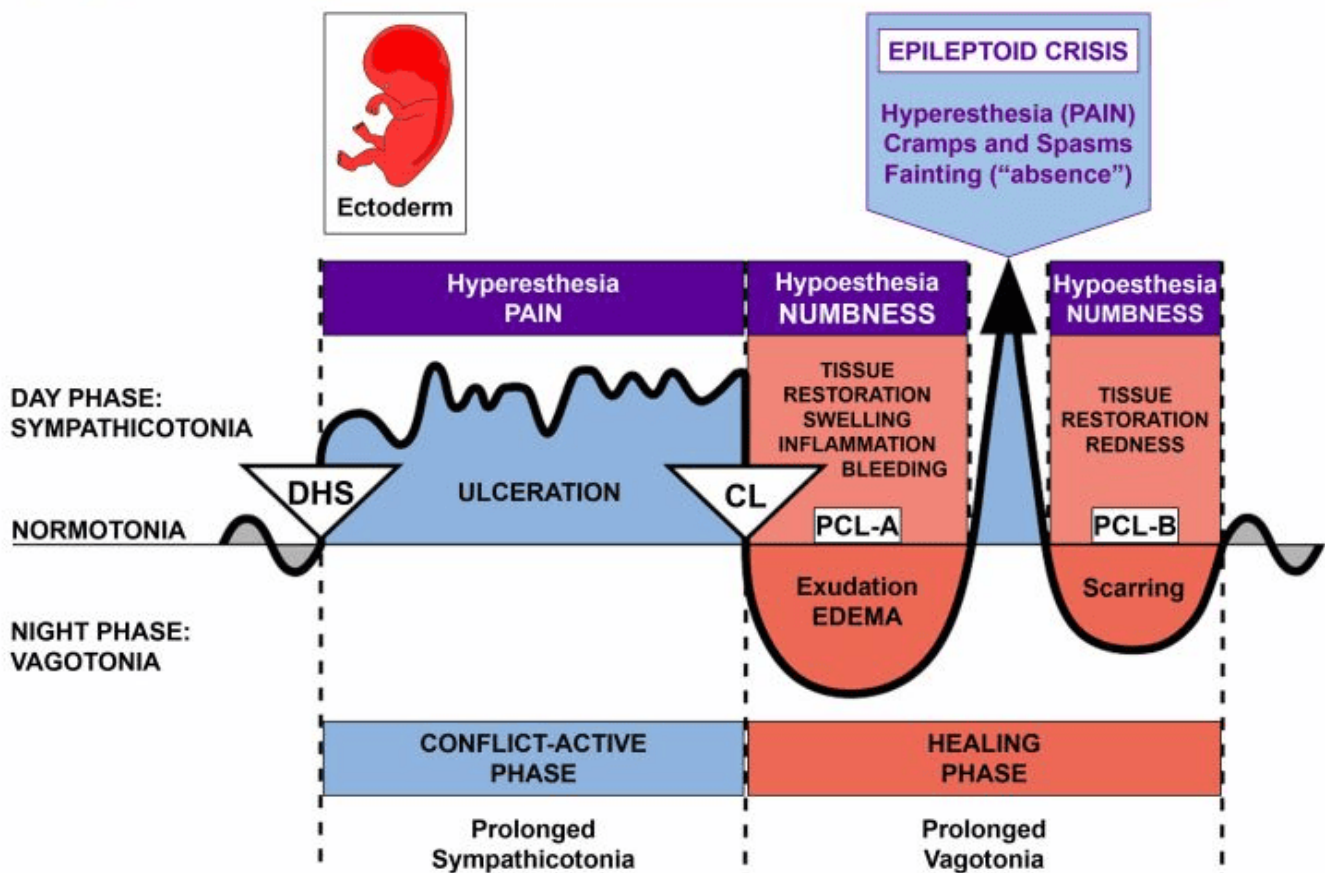 EPILEPTOID CRISIS
Hyperesthesia (PAIN)
Cramps and Spasms
Fainting (“absence”)
Ectoderm
Hyperesthesia
PAIN
Hypoesthesia
NUMBNESS
Hypoesthesia
NUMBNESS
DAY PHASE:
SYMPATHICOTONIA
TISSUE
RESTORATION
SWELLING
INFLAMMATION
BLEEDING
TISSUE
RESTORATION
REDNESS
DHS
ULCERATION
CL
NORMOTONIA
PCL-A
PCL-B
Exudation
EDEMA
Scarring
NIGHT PHASE:
VAGOTONIA
CONFLICT-ACTIVE
PHASE
HEALING
PHASE
Prolonged
Sympathicotonia
Prolonged
Vagotonia